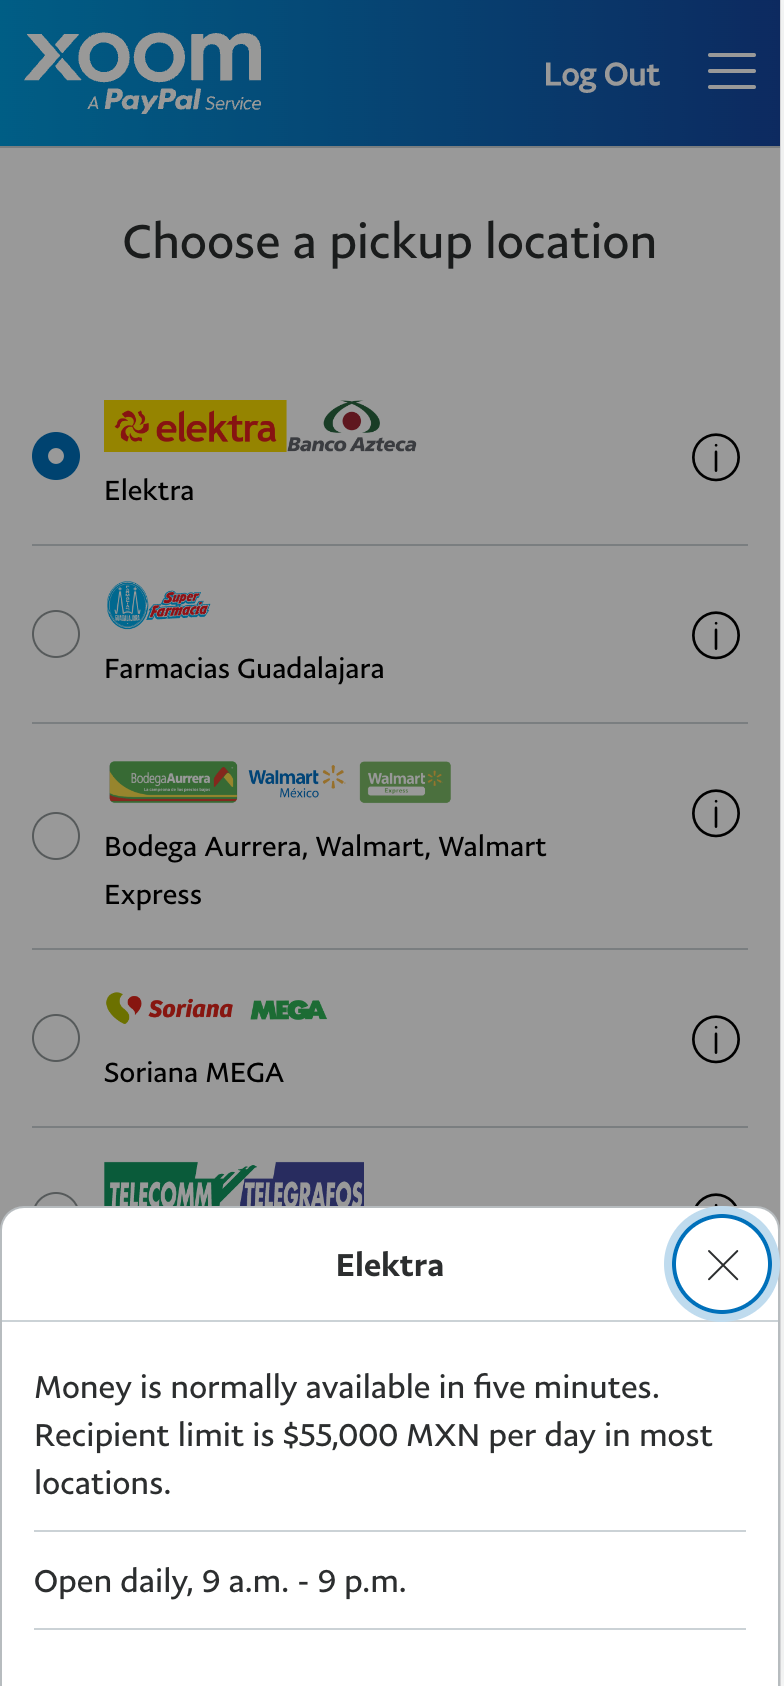 xoom
A PayPal Service
Log Out
Choose a pickup location
elektra
Banco Azteca
Elektra
Super
Farmacia
Farmacias Guadalajara
BodegaAurrera
Walmart
México
Walmart
Express
Bodega Aurrera, Walmart, Walmart
Express
Soriana MEGA
Soriana MEGA
TELECOMM TELEGRAFOS
Elektra
Money is normally available in five minutes.
Recipient limit is $55,000 MXN per day in most
locations.
Open daily, 9 a.m. - 9 p.m.